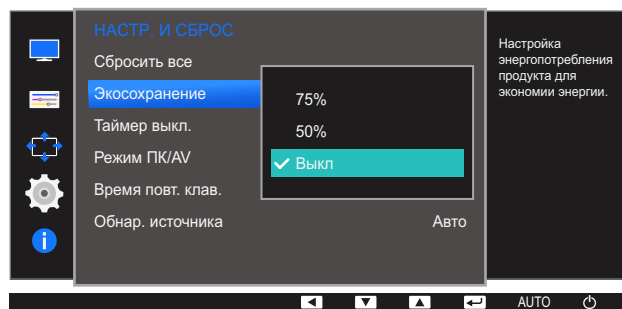 НАСТР. И СБРОС
Сбросить все
Экосохранение
Таймер выкл.
Режим ПК/AV
Время повт. клав.
Обнар. источника
Авто
75%
50%
Выкл
Настройка
энергопотребления
продукта для
экономии энергии.
AUTO